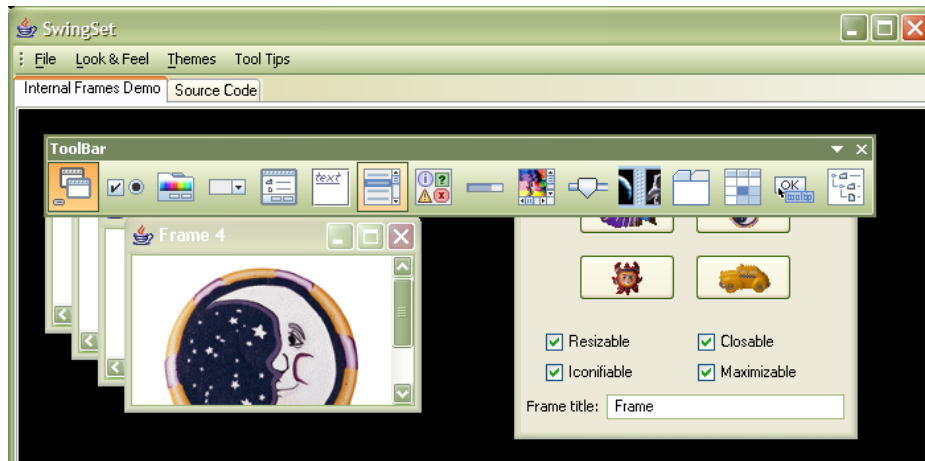 SwingSet
File Look & Feel Themes Tool Tips
Internal Frames Demo Source Code
ToolBar
text
OK
Frame 4
Resizable Closable
Iconifiable Maximizable
Frame title: Frame